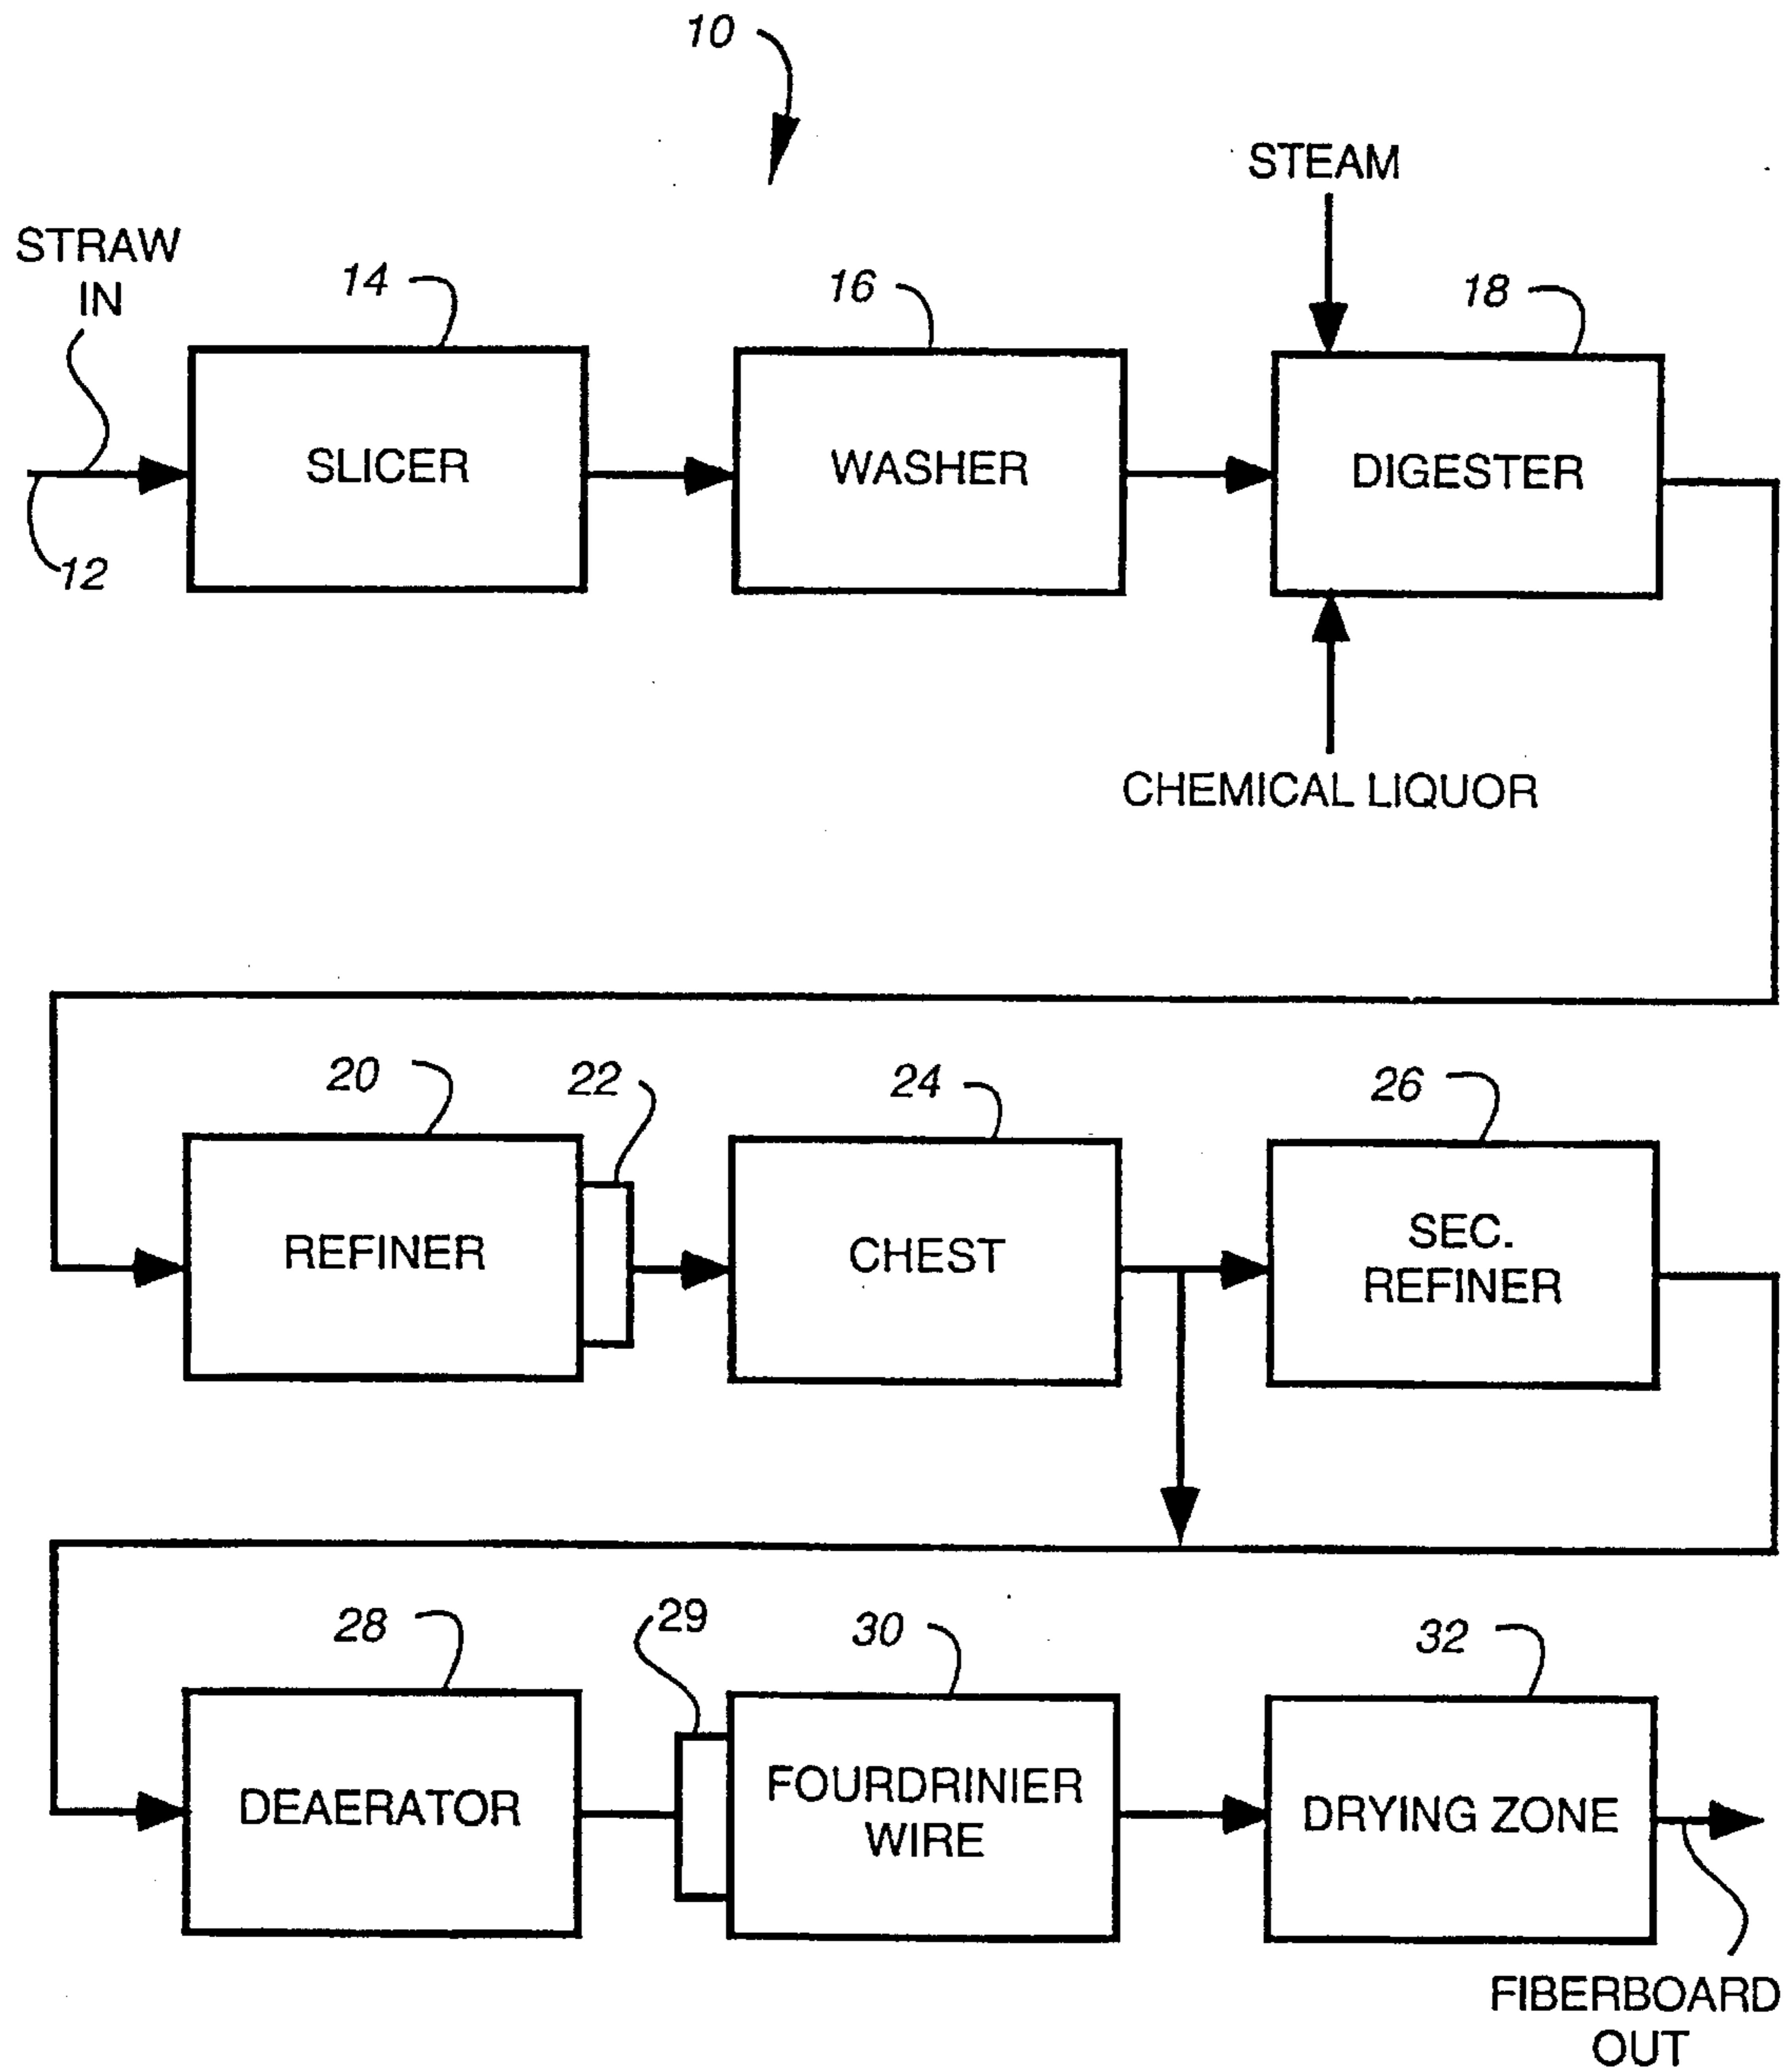 10
STEAM
STRAW
IN
14
16
18
SLICER
WASHER
DIGESTER
12
CHEMICAL LIQUOR
20
22
24
26
REFINER
CHEST
SEC.
REFINER
28
29
30
32
DEAERATOR
FOURDRINIER
WIRE
DRYING ZONE
FIBERBOARD
OUT